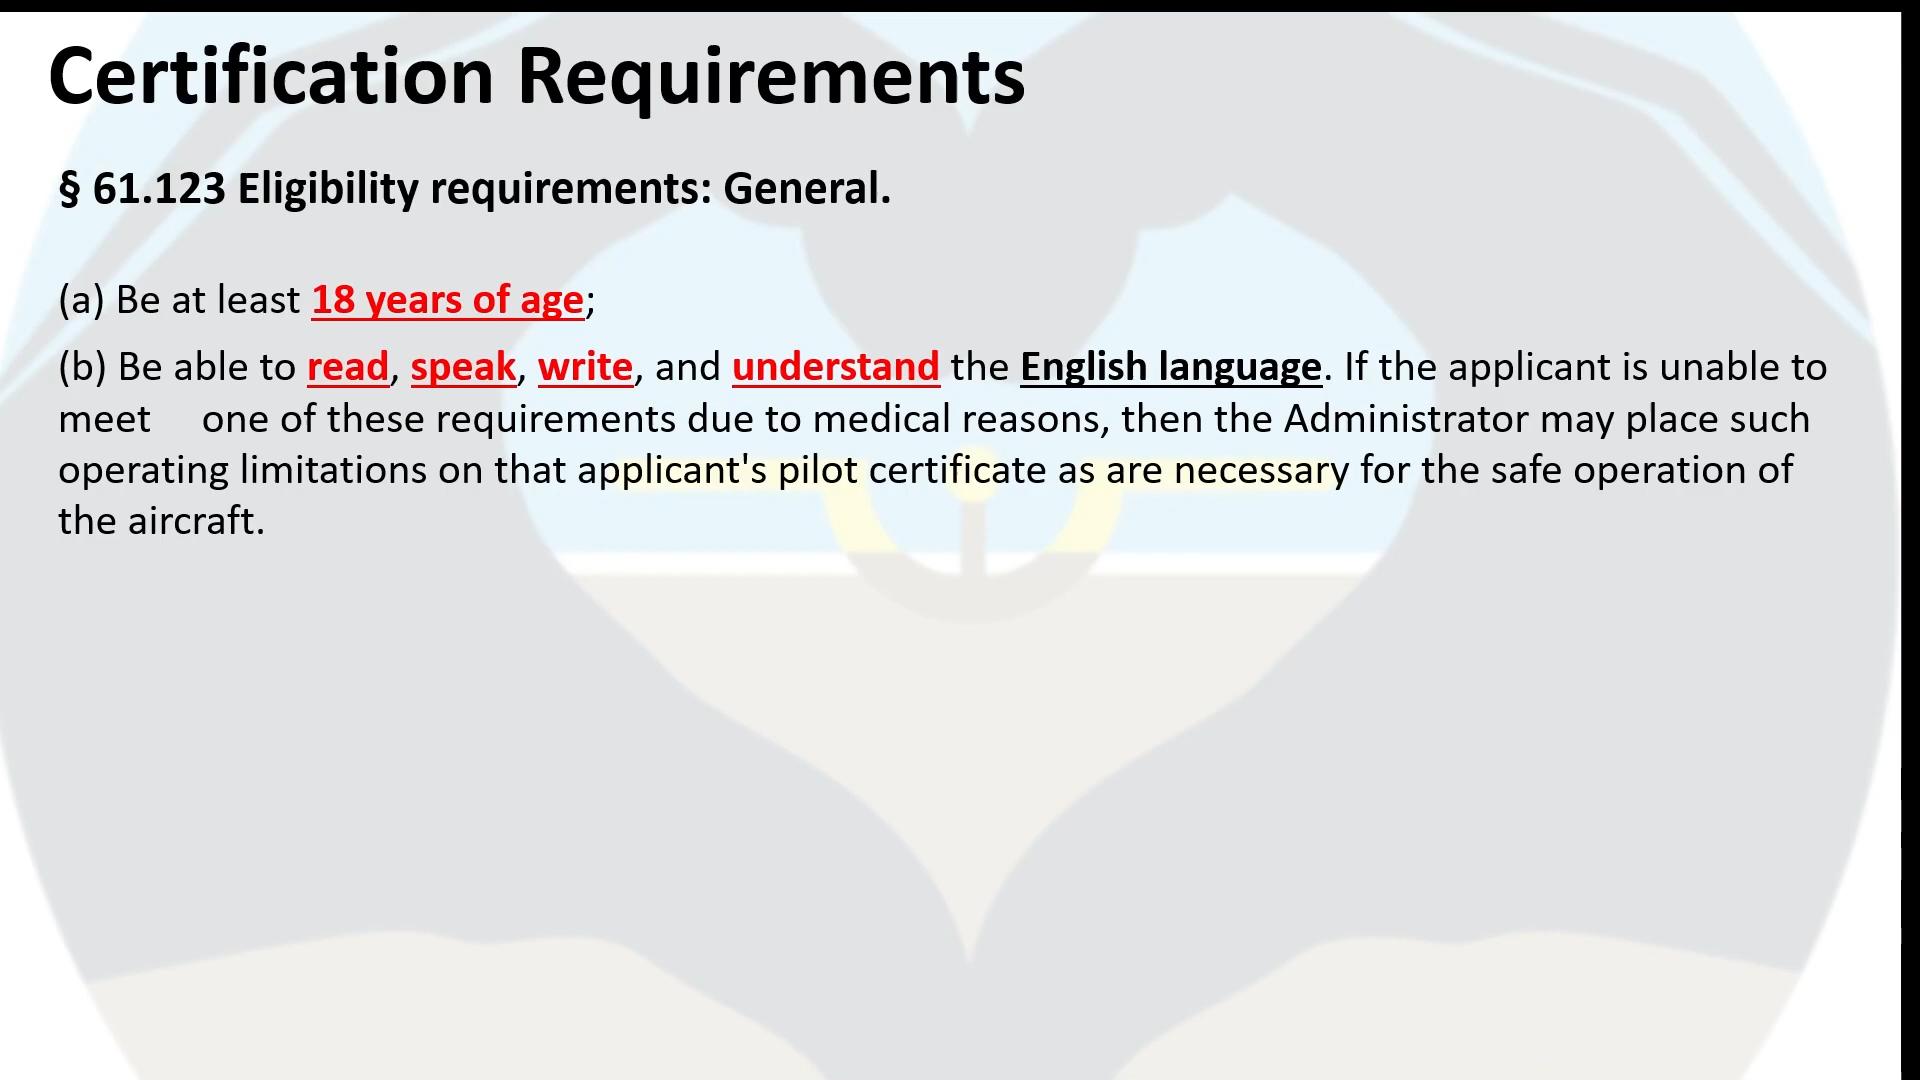 Certification Requirements
§ 61.123 Eligibility requirements: General.
(a) Be at least 18 years of age;
(b) Be able to read, speak, write, and understand the English language. If the applicant is unable to
meet one of these requirements due to medical reasons, then the Administrator may place such
operating limitations on that applicant's pilot certificate as are necessary for the safe operation of
the aircraft.